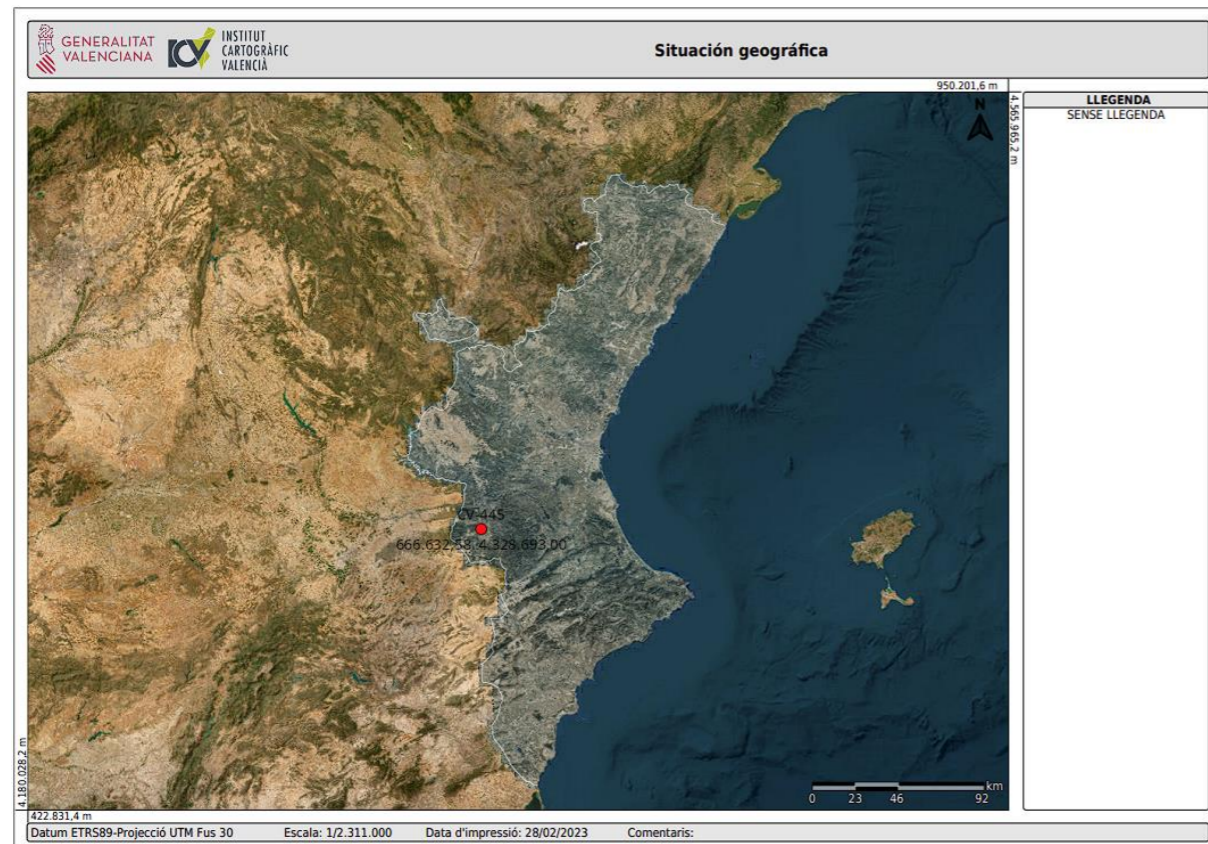 GENERALITAT
VALENCIANA
INSTITUT
CARTOGRÀFIC
VALENCIÀ
Situación geográfica
950.201,6 m
4.565.965,2 m
N
LLEGENDA
SENSE LLEGENDA
CV-445
666.632,58, 4.328.693,00
km
0 23 46 92
4.180.028,2 m
422.831,4 m
Datum ETRS89-Projecció UTM Fus 30 Escala: 1/2.311.000 Data d'impressió: 28/02/2023 Comentaris: